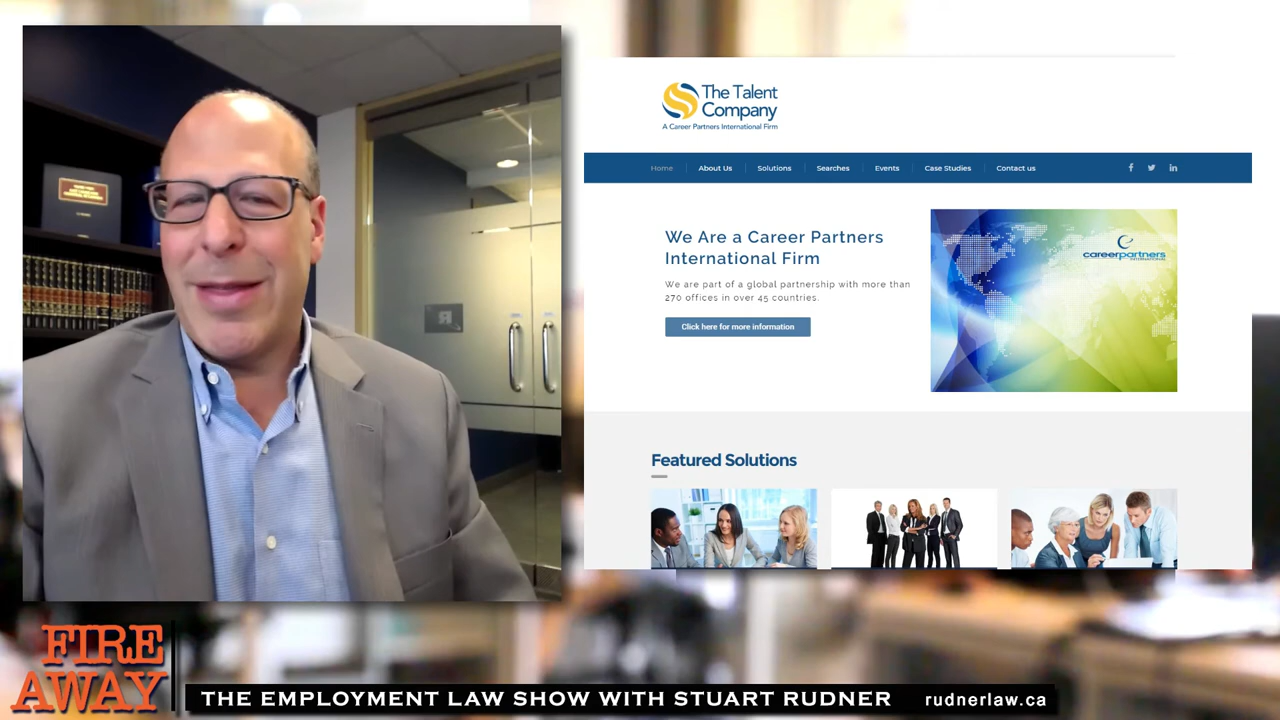 The Talent
Company
A Career Partners International Firm
Home
About Us
Solutions
Searches
Events
Case Studies
Contact us
We Are a Career Partners
International Firm
We are part of a global partnership with more than
270 offices in over 45 countries.
Click here for more information
careerpartners
INTERNATIONAL
Featured Solutions
FIRE
AWAY
THE EMPLOYMENT LAW SHOW WITH STUART RUDNER
rudnerlaw.ca